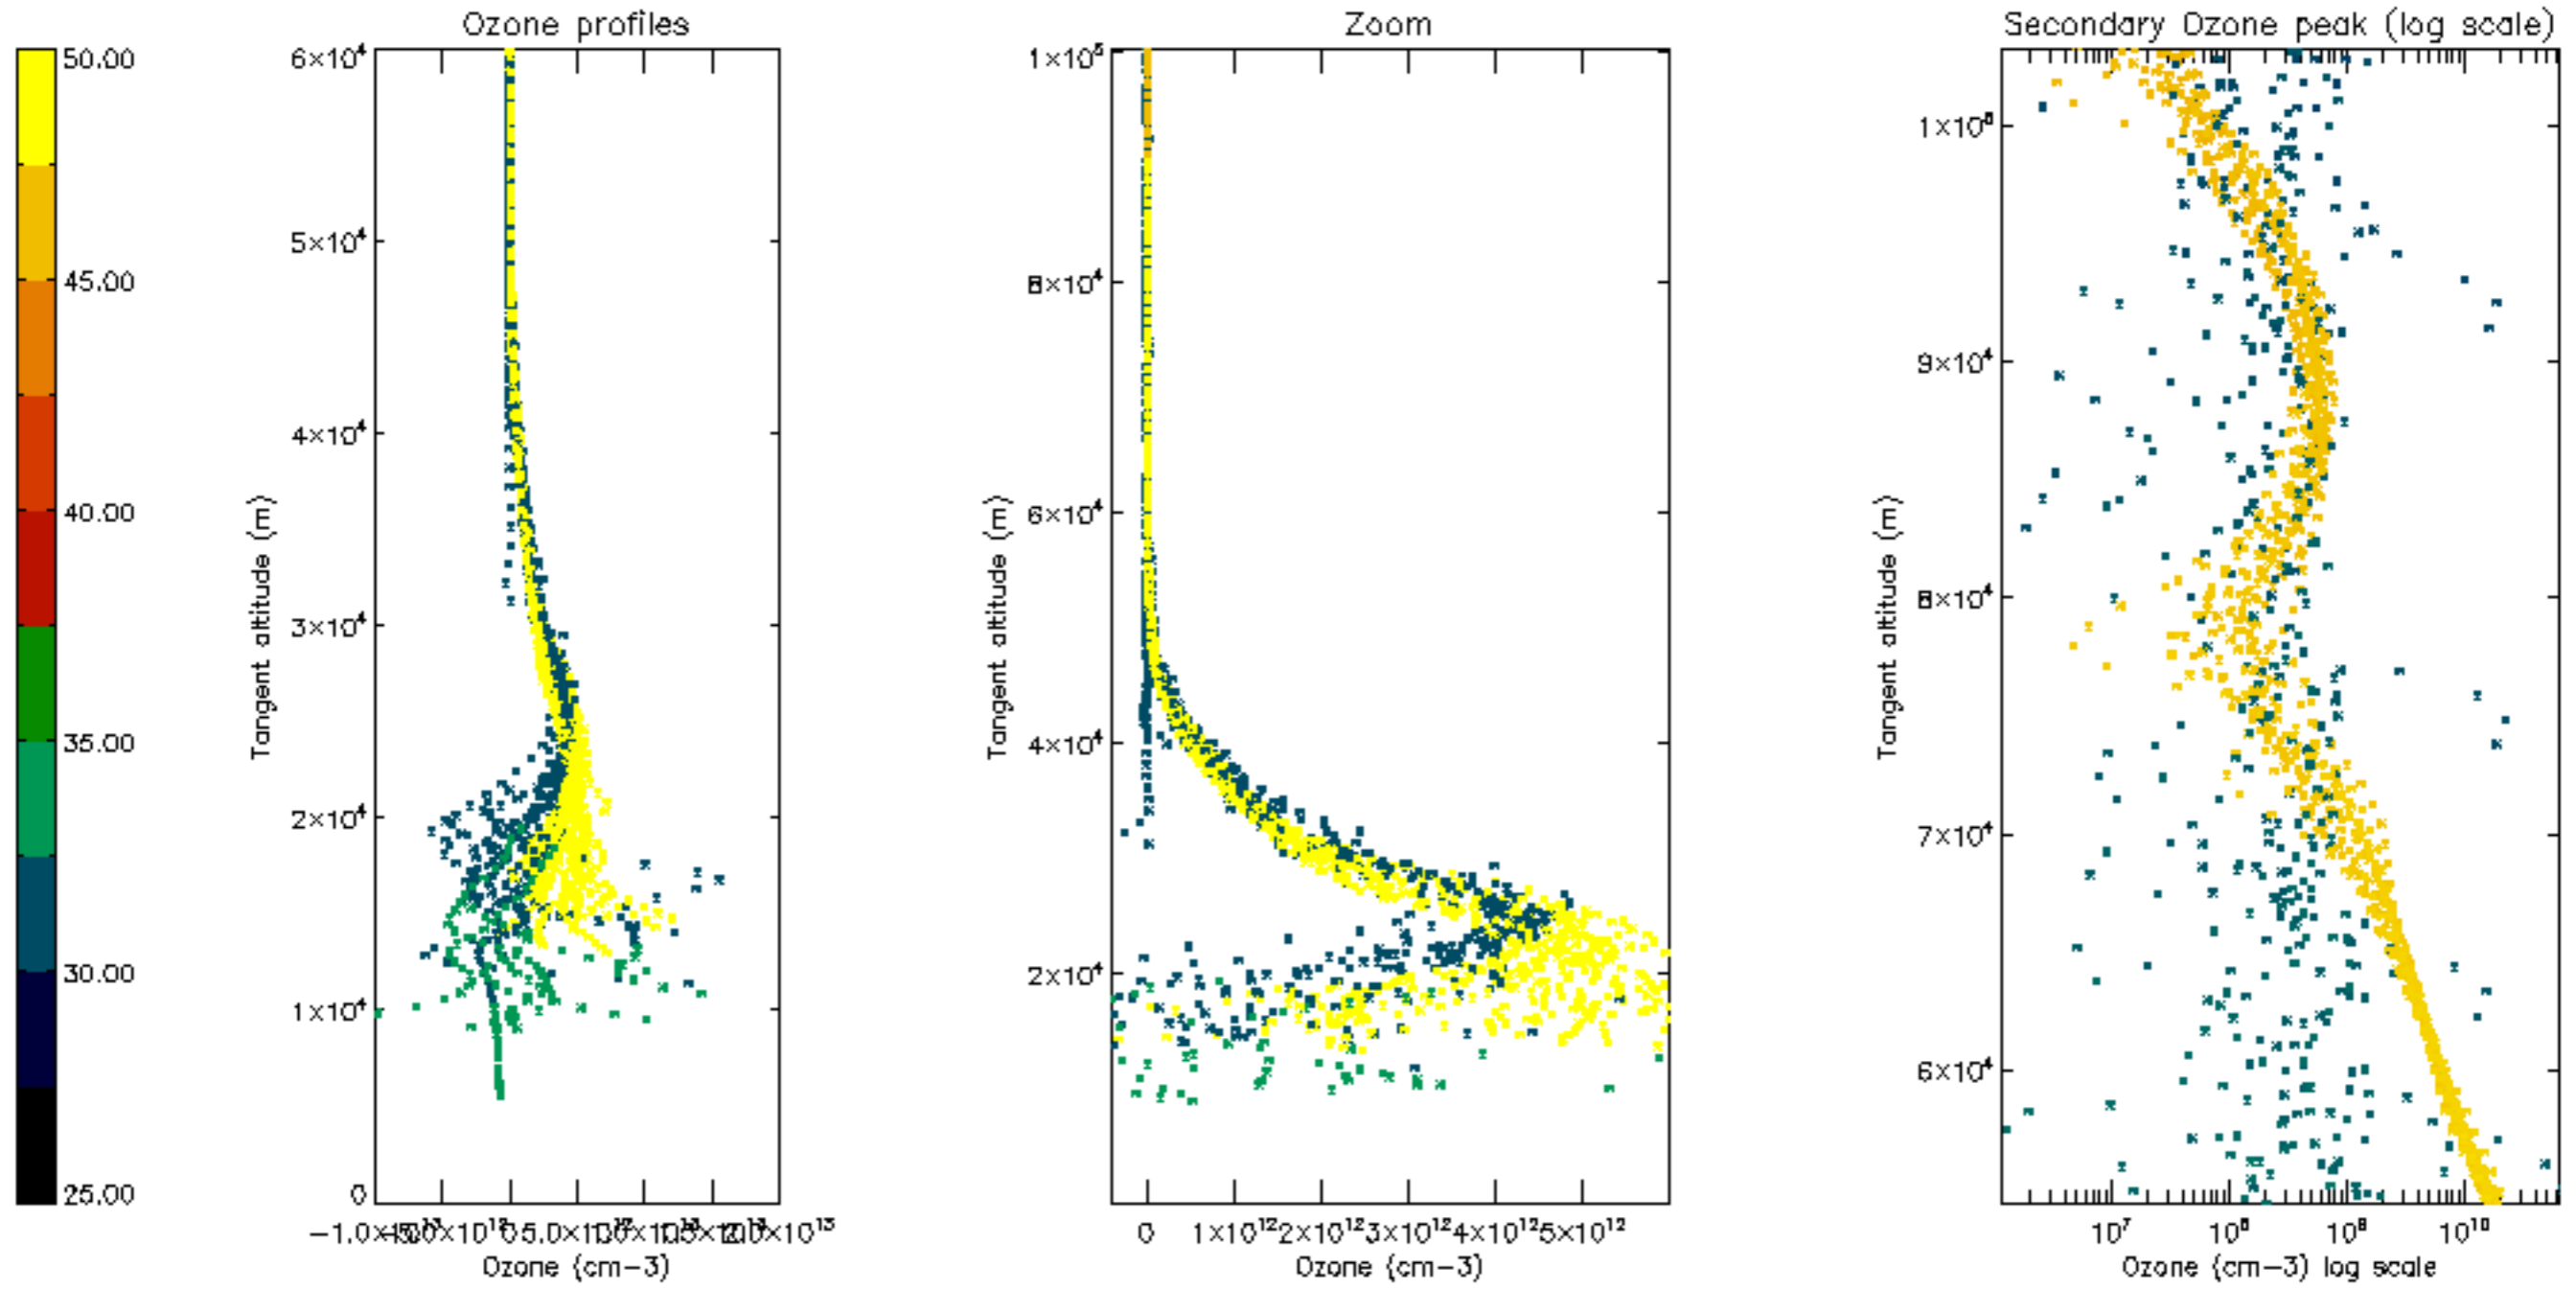 Ozone profiles
Zoom
Secondary Ozone peak (log scale)
50.00
45.00
40.00
35.00
30.00
25.00
6×10⁴
5×10⁴
4×10⁴
3×10⁴
2×10⁴
1×10⁴
0
Tangent altitude (m)
Ozone (cm-3)
1×10⁵
8×10⁴
6×10⁴
4×10⁴
2×10⁴
Tangent altitude (m)
0 1×10¹² 2×10¹² 3×10¹² 4×10¹² 5×10¹²
Ozone (cm-3)
1×10⁵
9×10⁴
8×10⁴
7×10⁴
6×10⁴
Tangent altitude (m)
10⁷ 10⁸ 10⁹ 10¹⁰
Ozone (cm-3) log scale